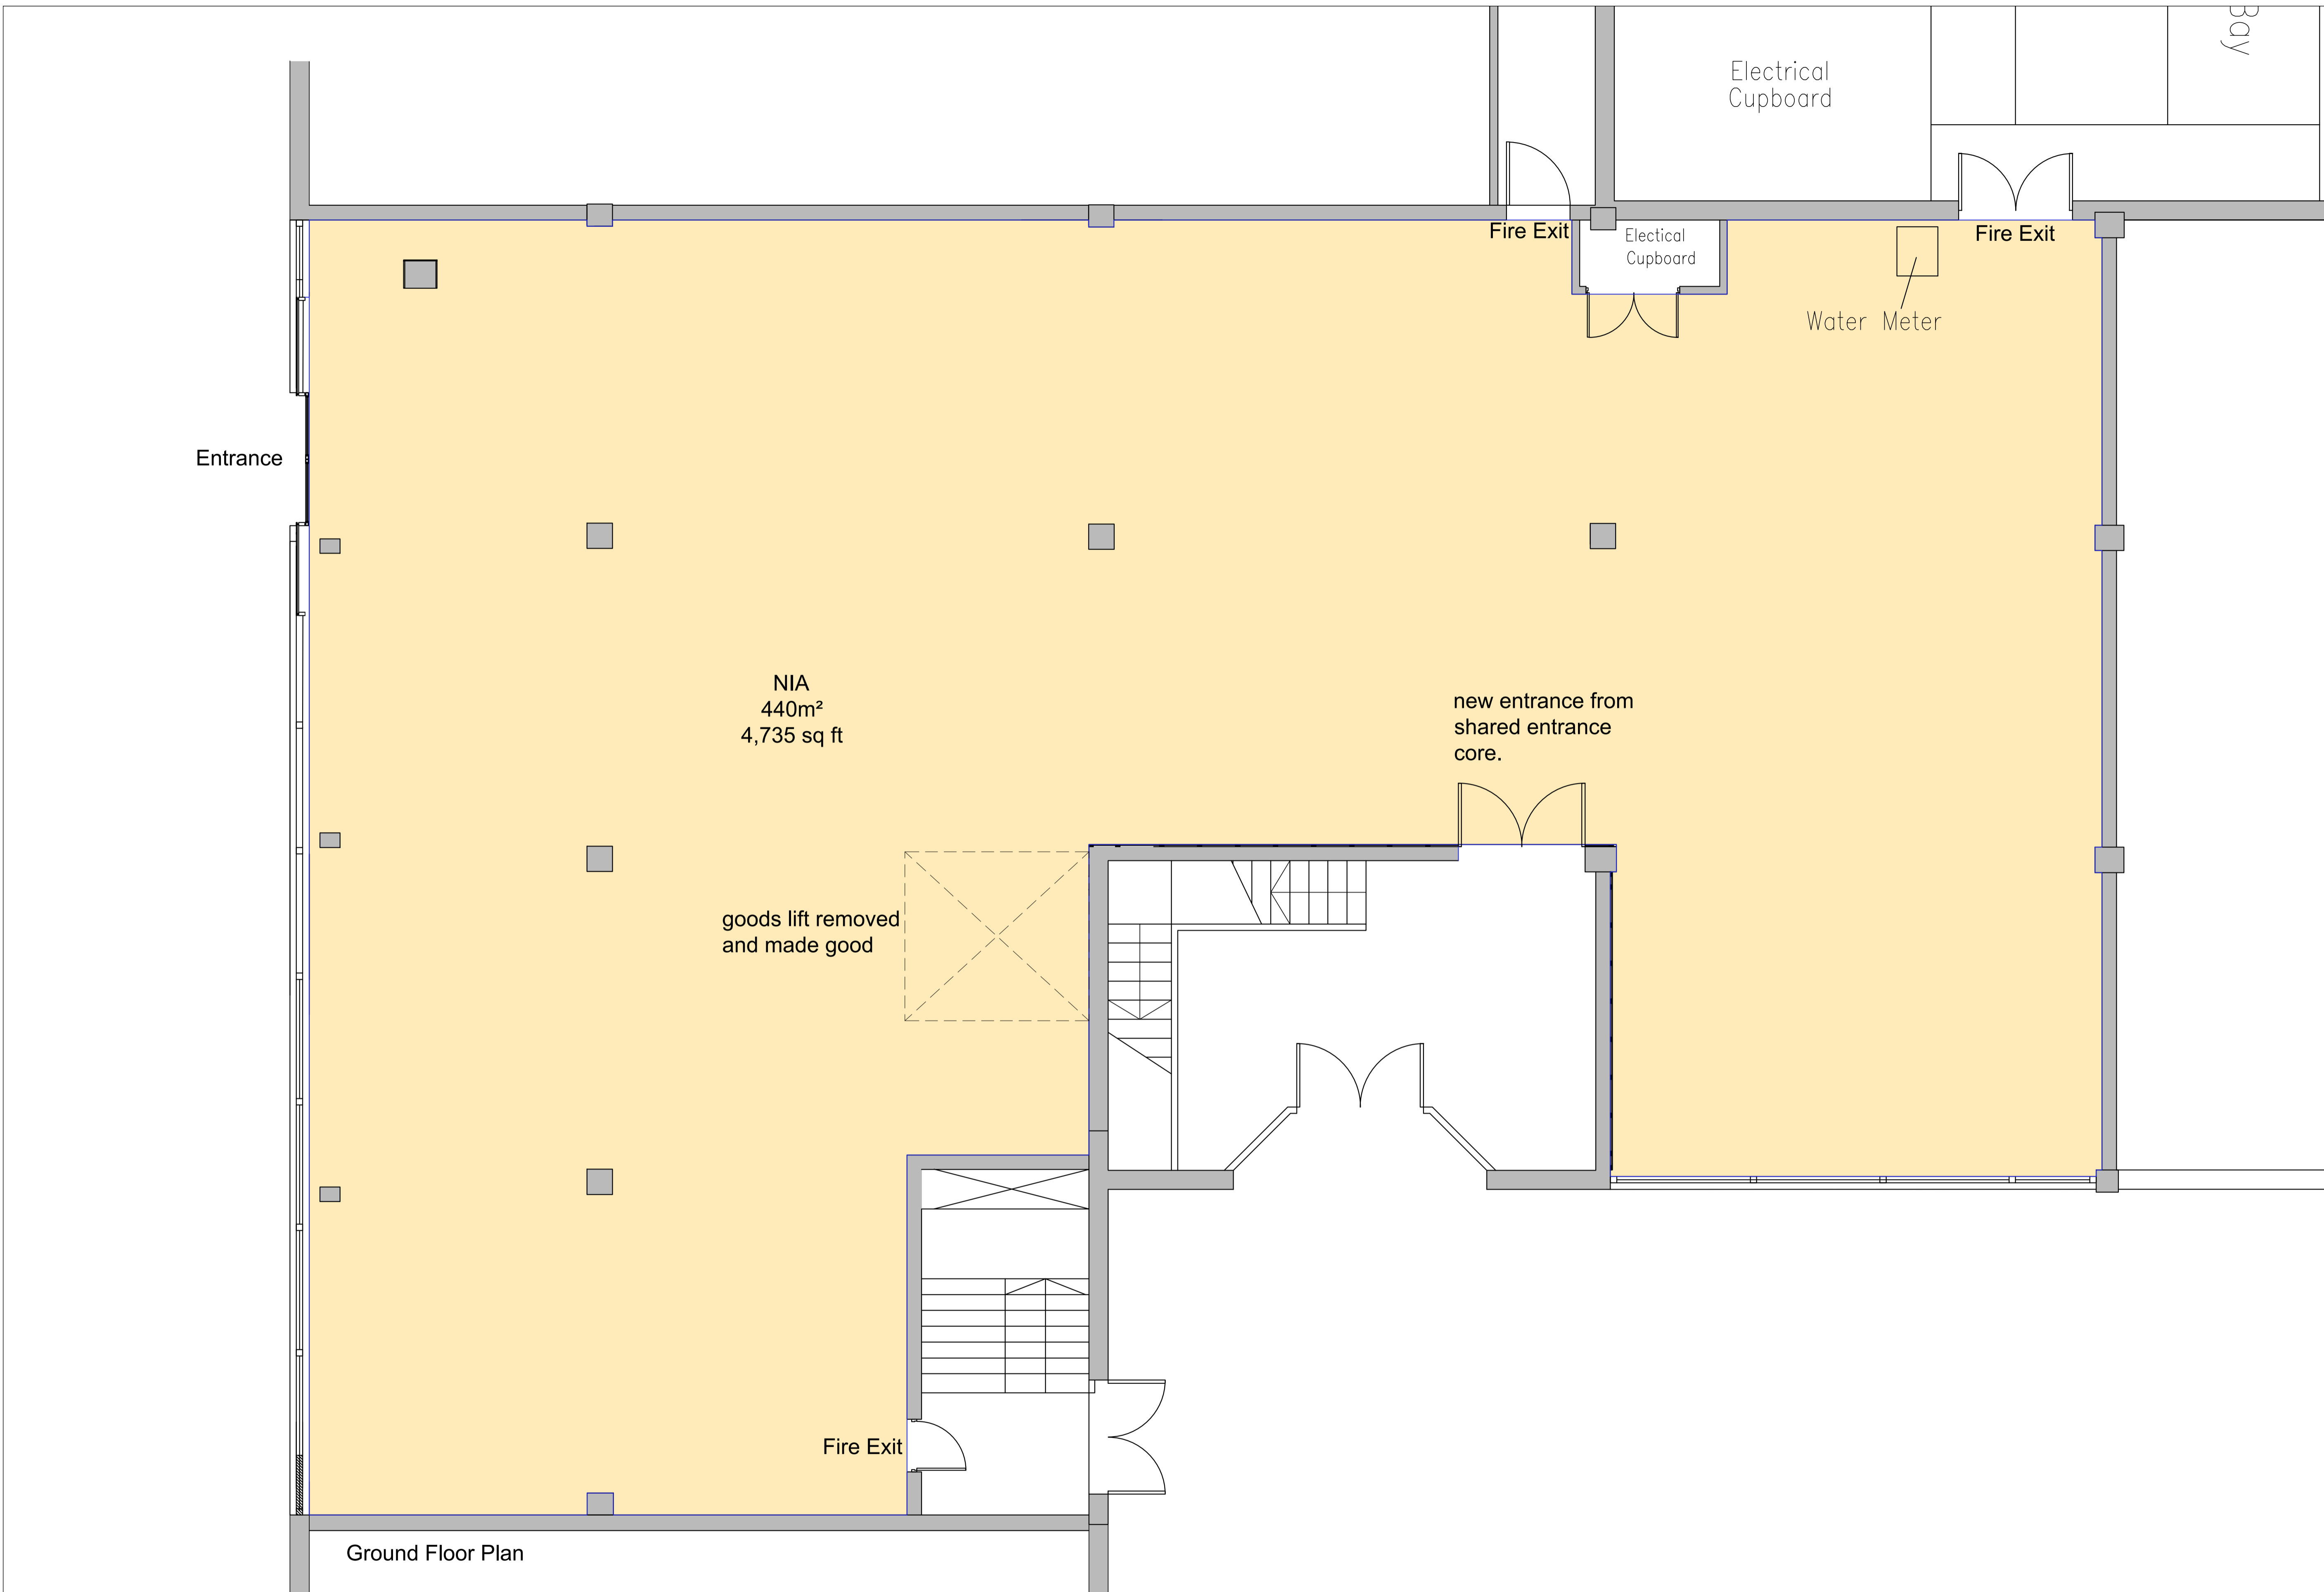 Bay
Electrical
Cupboard
Fire Exit
Electical
Cupboard
Fire Exit
Water Meter
Entrance
NIA
440m²
4,735 sq ft
new entrance from
shared entrance
core.
goods lift removed
and made good
Fire Exit
Ground Floor Plan